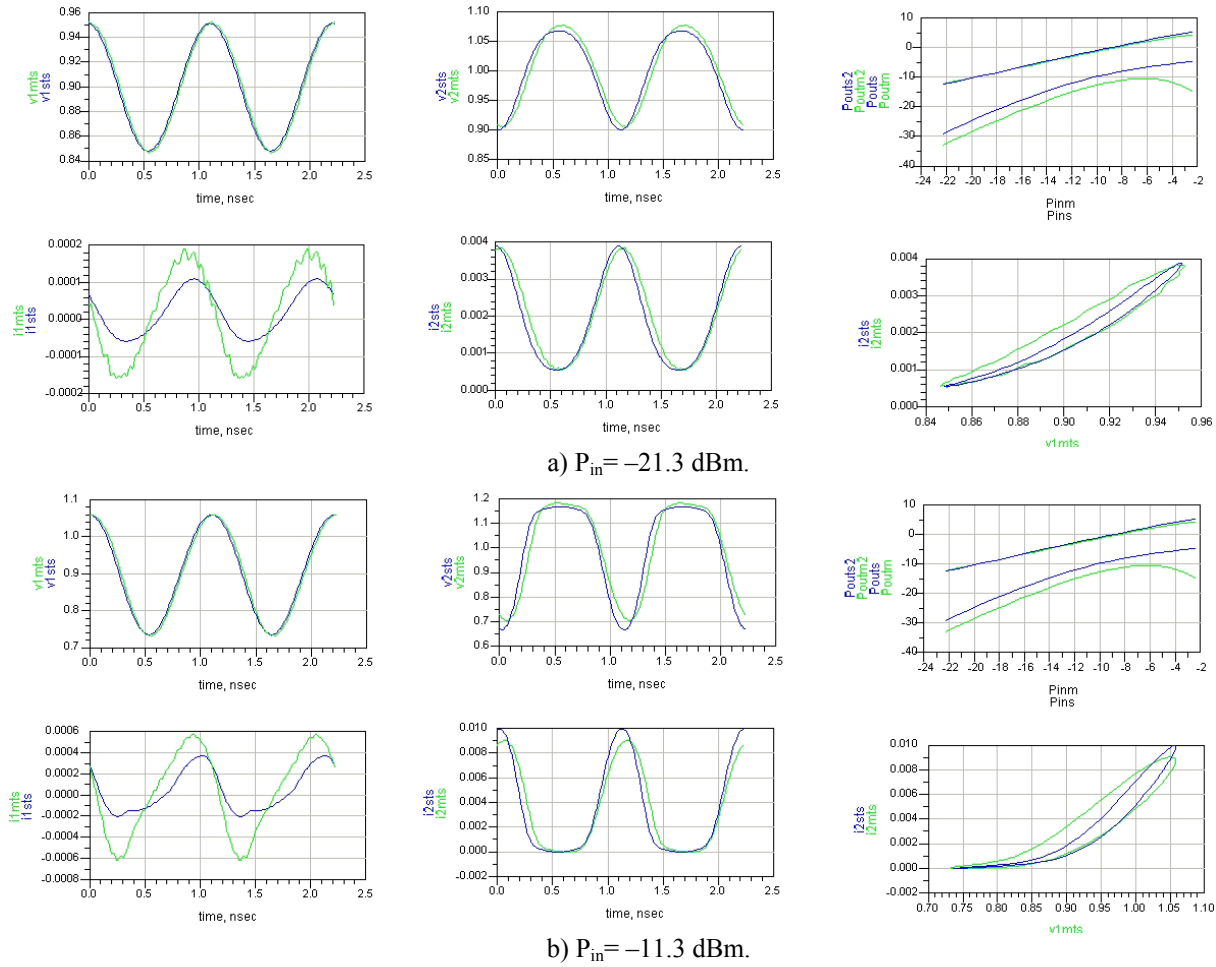 v1mts
v1sts
0.96
0.94
0.92
0.90
0.88
0.86
0.84
0.0 0.5 1.0 1.5 2.0 2.5
time, nsec
v2sts
v2mts
1.10
1.05
1.00
0.95
0.90
0.85
0.0 0.5 1.0 1.5 2.0 2.5
time, nsec
Pouts2
Poutm2
Pouts
Poutm
10
0
-10
-20
-30
-40
-24 -22 -20 -18 -16 -14 -12 -10 -8 -6 -4 -2
Pinm
Pins
i1mts
i1sts
0.0002
0.0001
0.0000
-0.0001
-0.0002
0.0 0.5 1.0 1.5 2.0 2.5
time, nsec
i2sts
i2mts
0.004
0.003
0.002
0.001
0.000
0.0 0.5 1.0 1.5 2.0 2.5
time, nsec
i2sts
i2mts
0.004
0.003
0.002
0.001
0.000
0.84 0.86 0.88 0.90 0.92 0.94 0.96
v1mts
a) Pin= –21.3 dBm.
v1mts
v1sts
1.1
1.0
0.9
0.8
0.7
0.0 0.5 1.0 1.5 2.0 2.5
time, nsec
v2sts
v2mts
1.2
1.1
1.0
0.9
0.8
0.7
0.6
0.0 0.5 1.0 1.5 2.0 2.5
time, nsec
Pouts2
Poutm2
Pouts
Poutm
10
0
-10
-20
-30
-40
-24 -22 -20 -18 -16 -14 -12 -10 -8 -6 -4 -2
Pinm
Pins
i1mts
i1sts
0.0006
0.0004
0.0002
0.0000
-0.0002
-0.0004
-0.0006
-0.0008
0.0 0.5 1.0 1.5 2.0 2.5
time, nsec
i2sts
i2mts
0.010
0.008
0.006
0.004
0.002
0.000
-0.002
0.0 0.5 1.0 1.5 2.0 2.5
time, nsec
i2sts
i2mts
0.010
0.008
0.006
0.004
0.002
0.000
-0.002
0.70 0.75 0.80 0.85 0.90 0.95 1.00 1.05 1.10
v1mts
b) Pin= –11.3 dBm.